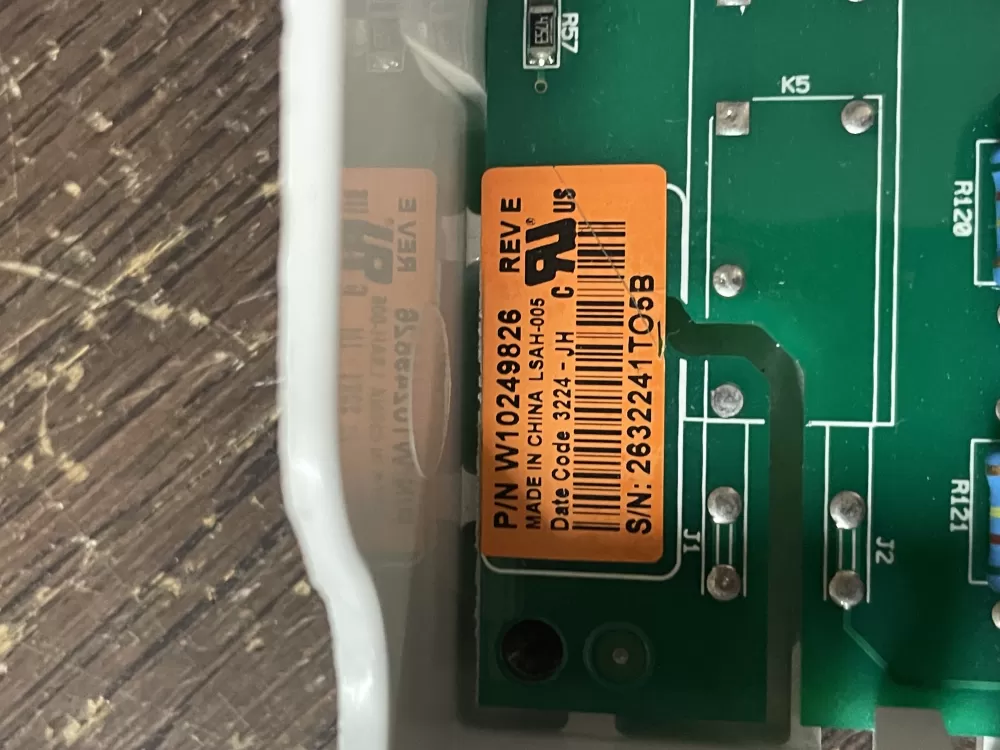 P/N W10249826 REV E
MADE IN CHINA LSAH-005
Date Code 3224 - JH C US
S/N: 2632241TO5B
R57
4753
K5
R120
R121
J1
J2